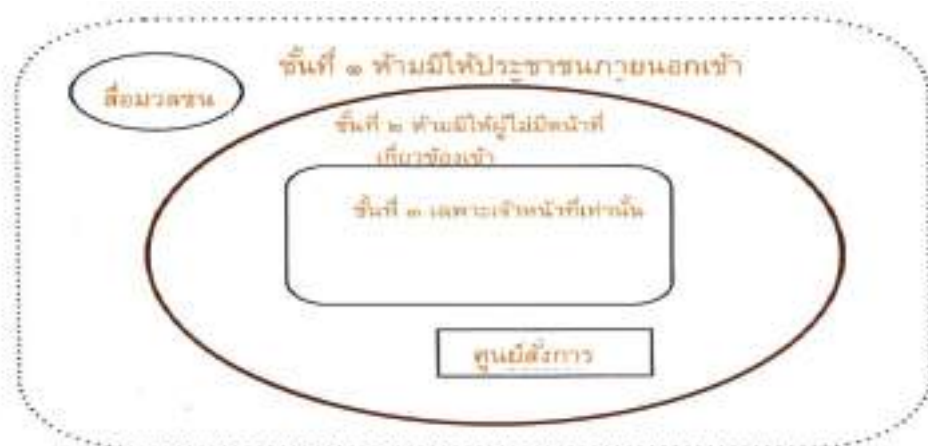 ชั้นที่ ๑ ห้ามมิให้ประชาชนภายนอกเข้า
สื่อมวลชน
ชั้นที่ ๒ ห้ามมิให้ผู้ไม่มีหน้าที่
เกี่ยวข้องเข้า
ชั้นที่ ๓ เฉพาะเจ้าหน้าที่เท่านั้น
ศูนย์สั่งการ